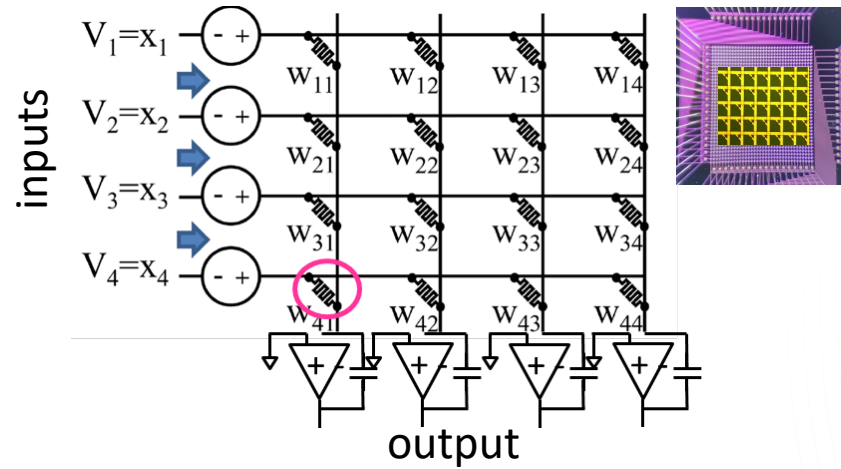 inputs
V₁=x₁
- +
w₁₁ w₁₂ w₁₃ w₁₄
V₂=x₂
- +
w₂₁ w₂₂ w₂₃ w₂₄
V₃=x₃
- +
w₃₁ w₃₂ w₃₃ w₃₄
V₄=x₄
- +
w₄₁ w₄₂ w₄₃ w₄₄
+ - + - + - + -
output